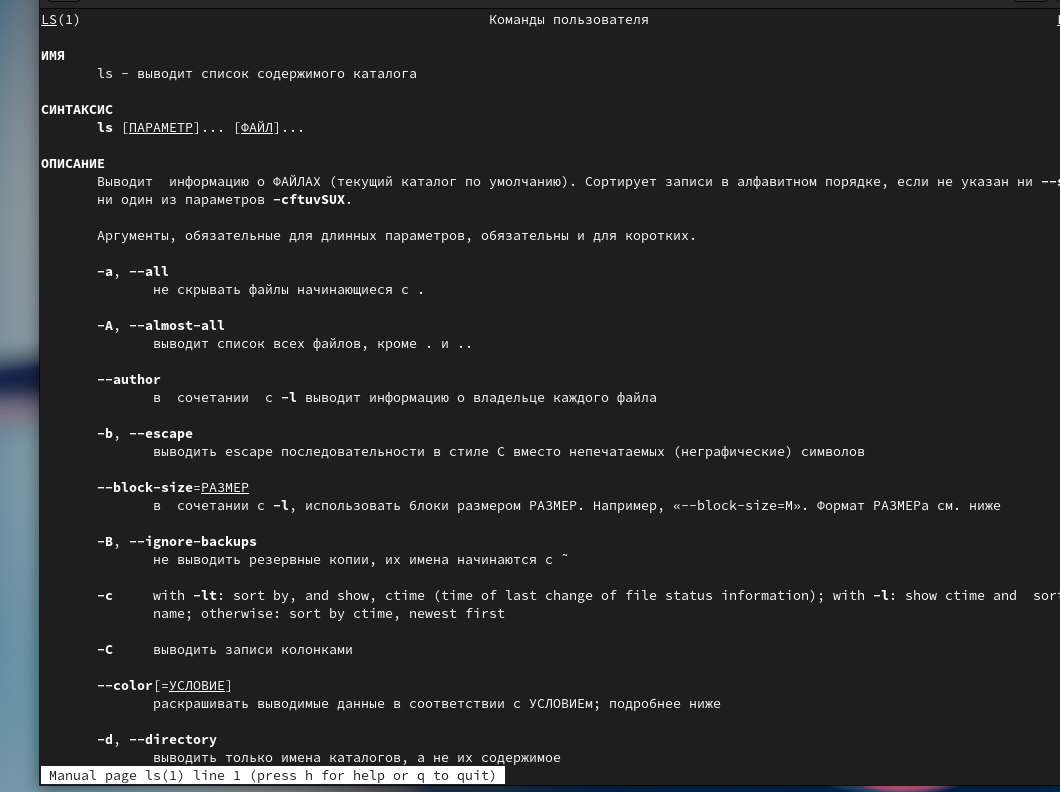 LS(1) Команды пользователя
ИМЯ
ls - выводит список содержимого каталога
СИНТАКСИС
ls [ПАРАМЕТР]... [ФАЙЛ]...
ОПИСАНИЕ
Выводит информацию о ФАЙЛАХ (текущий каталог по умолчанию). Сортирует записи в алфавитном порядке, если не указан ни
ни один из параметров -cftuvSUX.
Аргументы, обязательные для длинных параметров, обязательны и для коротких.
-a, --all
не скрывать файлы начинающиеся с .
-A, --almost-all
выводит список всех файлов, кроме . и ..
--author
в сочетании с -l выводит информацию о владельце каждого файла
-b, --escape
выводить escape последовательности в стиле C вместо непечатаемых (неграфические) символов
--block-size=РАЗМЕР
в сочетании с -l, использовать блоки размером РАЗМЕР. Например, «--block-size=M». Формат РАЗМЕРа см. ниже
-B, --ignore-backups
не выводить резервные копии, их имена начинаются с ˜
-c with -lt: sort by, and show, ctime (time of last change of file status information); with -l: show ctime and sort
name; otherwise: sort by ctime, newest first
-C выводить записи колонками
--color[=УСЛОВИЕ]
раскрашивать выводимые данные в соответствии с УСЛОВИЕм; подробнее ниже
-d, --directory
выводить только имена каталогов, а не их содержимое
Manual page ls(1) line 1 (press h for help or q to quit)